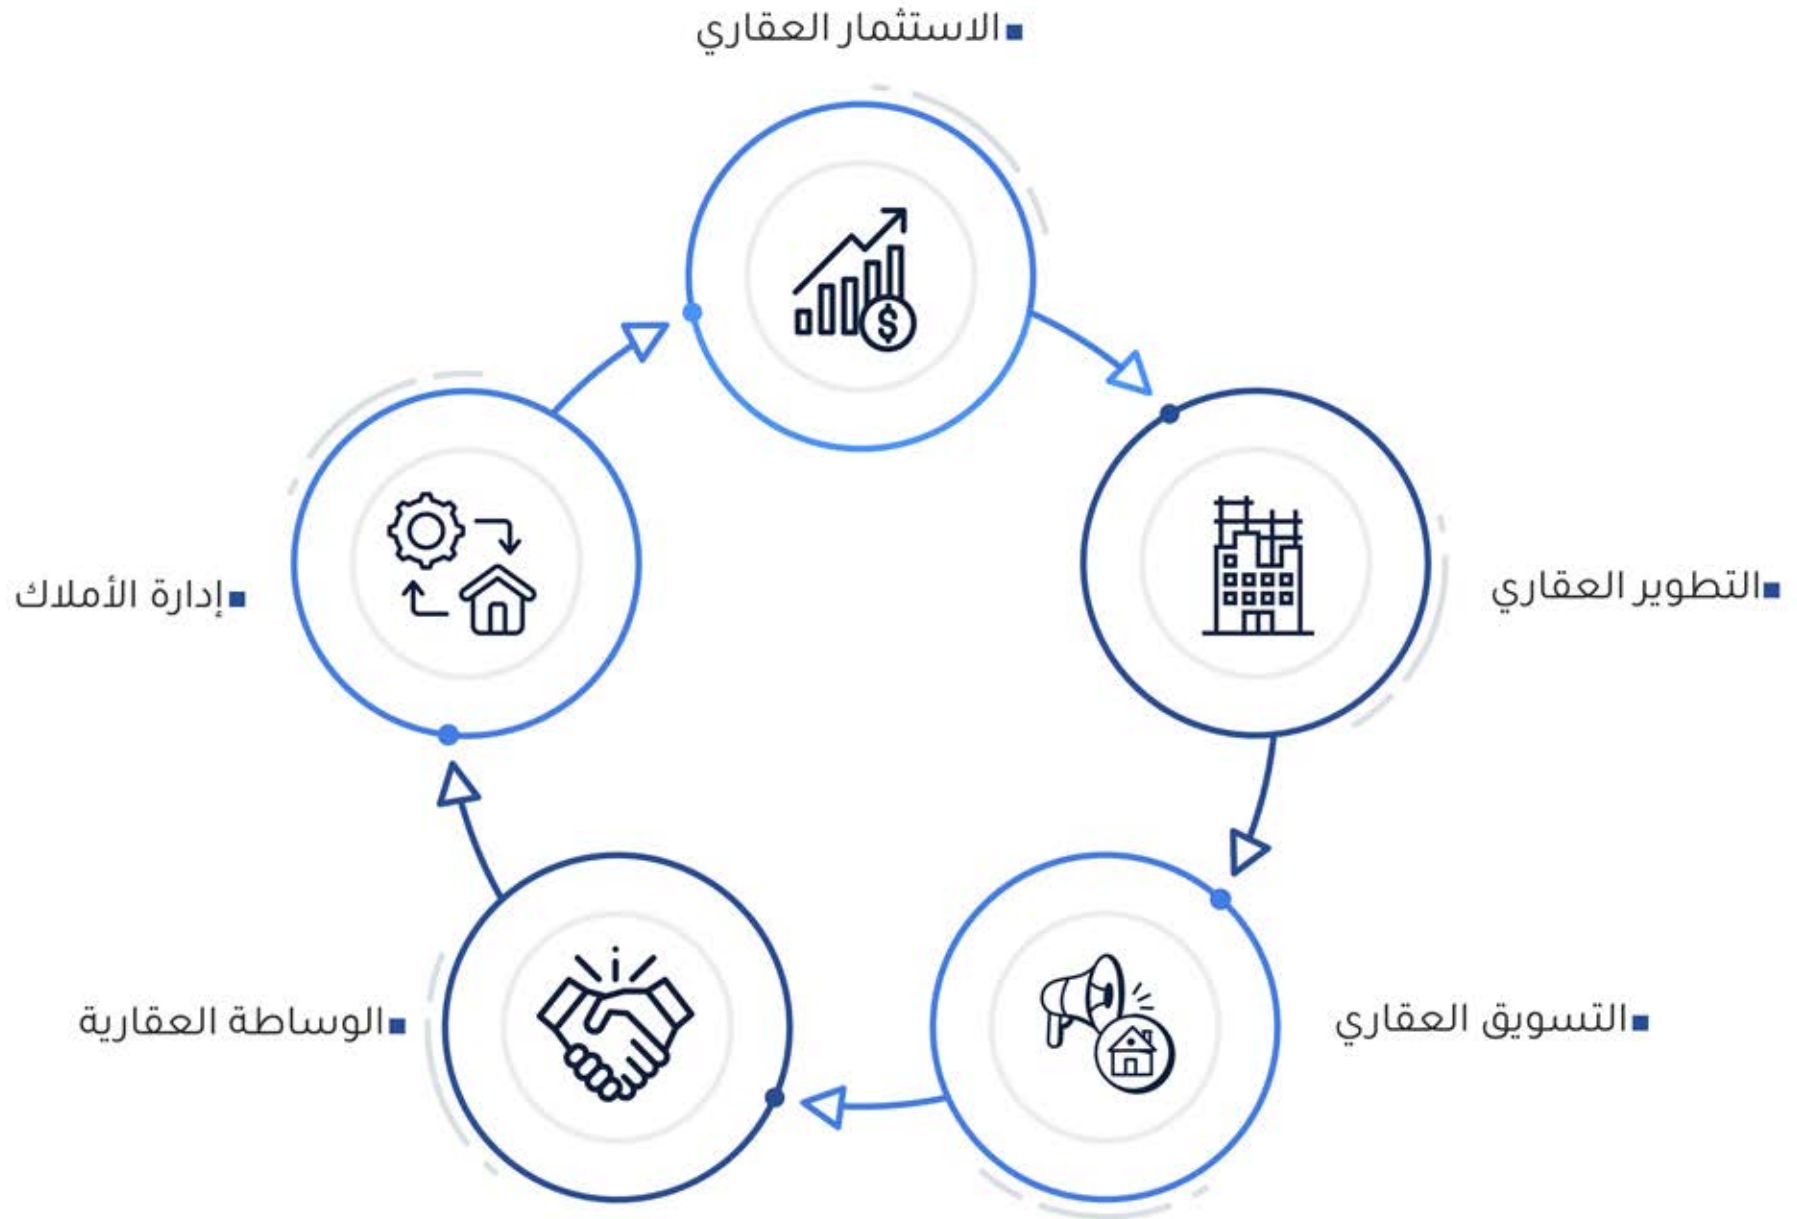 الاستثمار العقاري
التطوير العقاري
التسويق العقاري
الوساطة العقارية
إدارة الأملاك
$